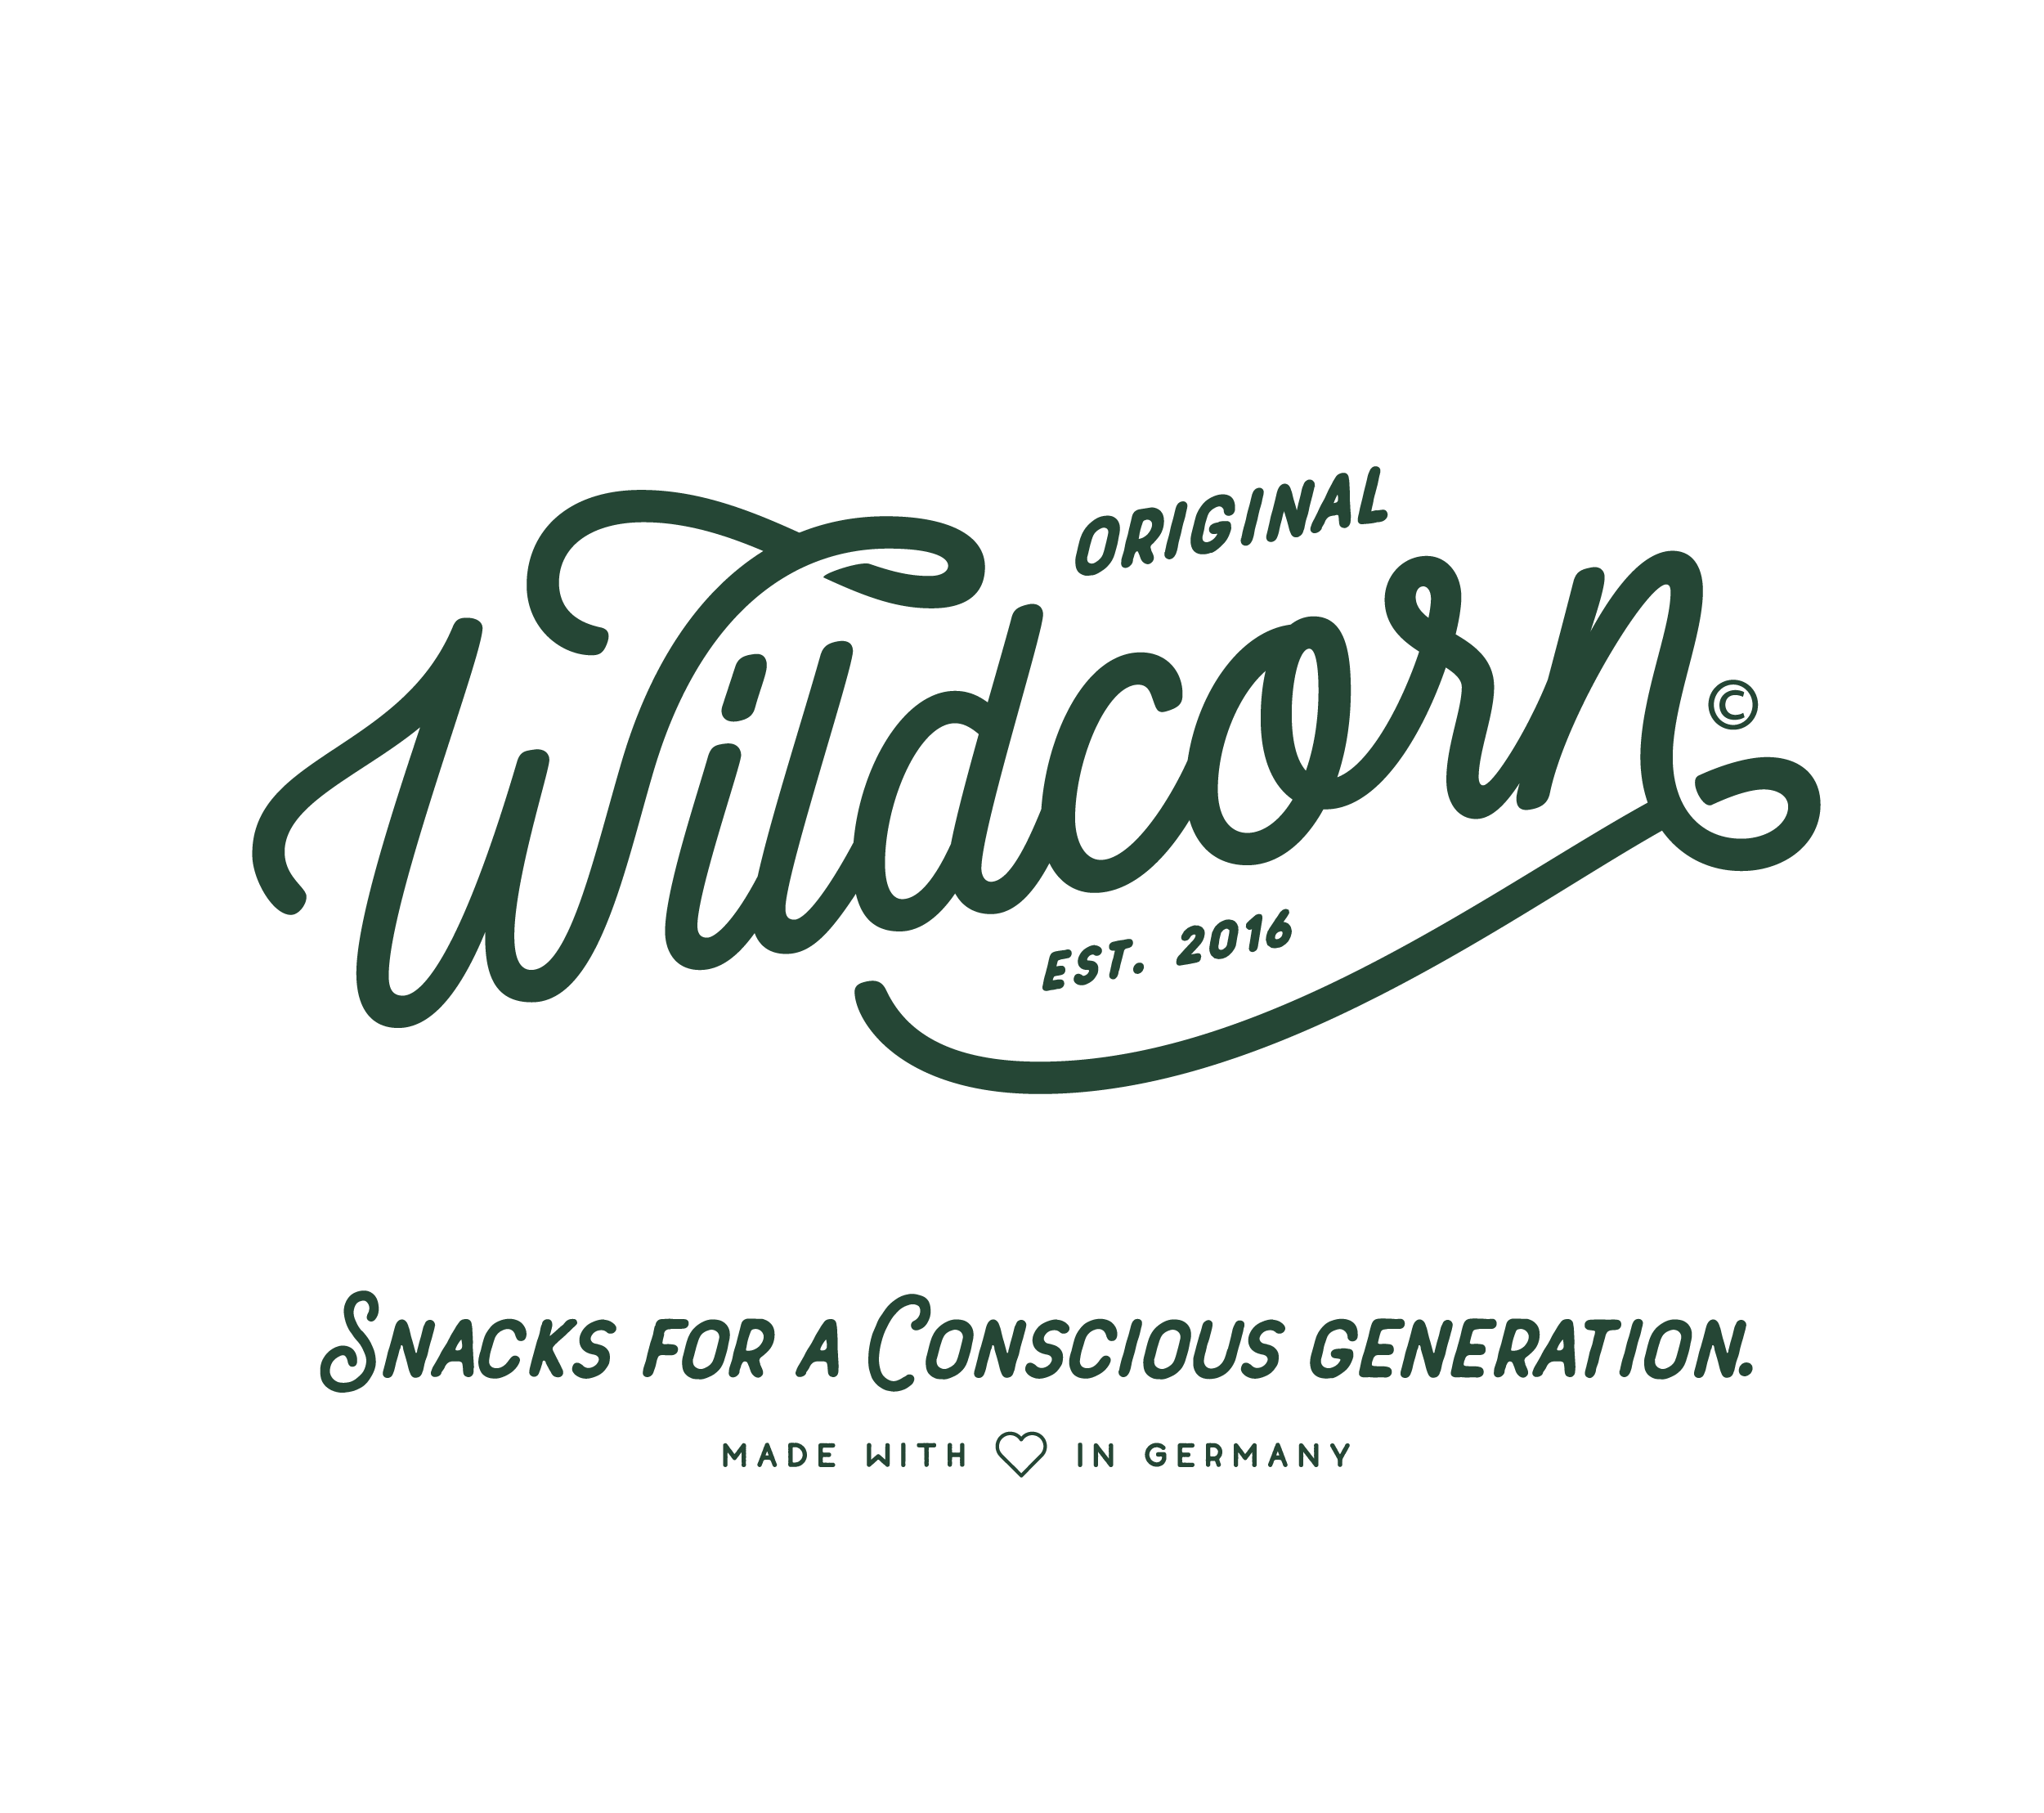 ORIGINAL
Wildcorn ©
EST. 2016
SNACKS FOR A CONSCIOUS GENERATION.
MADE WITH ♡ IN GERMANY